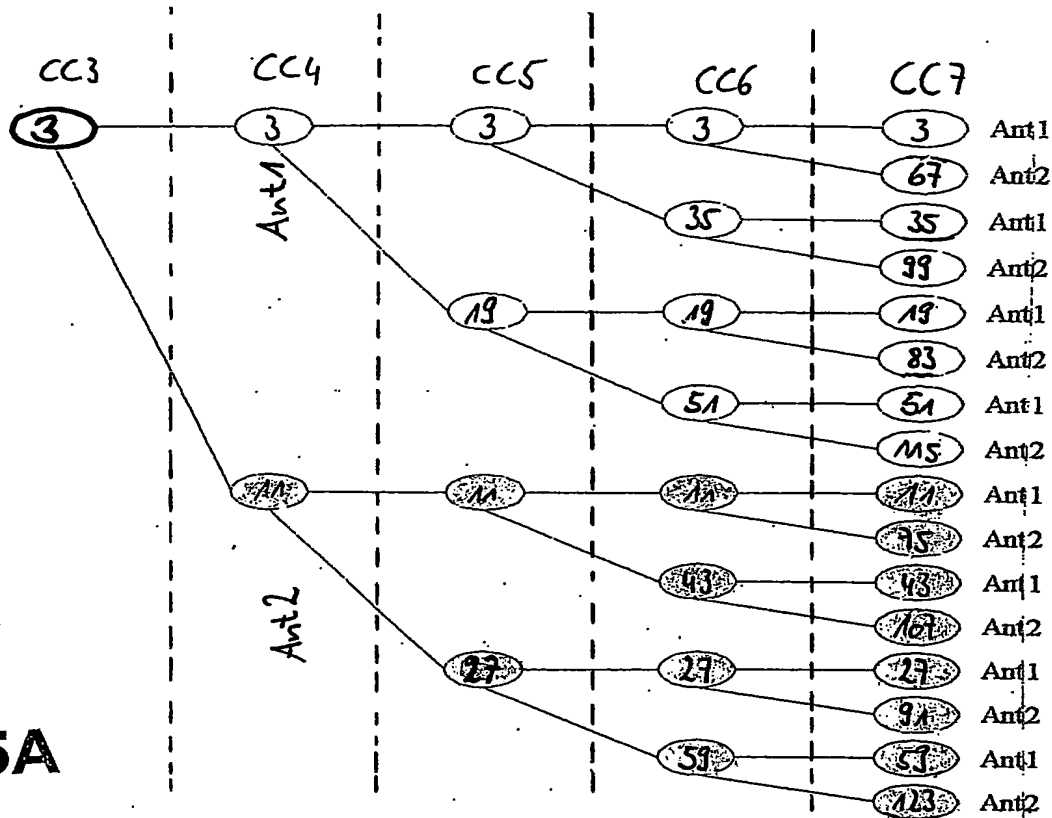 CC3 CC4 CC5 CC6 CC7
3 3 3 3 3 Ant1
67 Ant2
35 35 Ant1
99 Ant2
19 19 19 Ant1
83 Ant2
51 51 Ant1
115 Ant2
11 11 11 11 Ant1
75 Ant2
43 43 Ant1
107 Ant2
27 27 27 Ant1
91 Ant2
59 59 Ant1
123 Ant2
Ant1
Ant2
5A